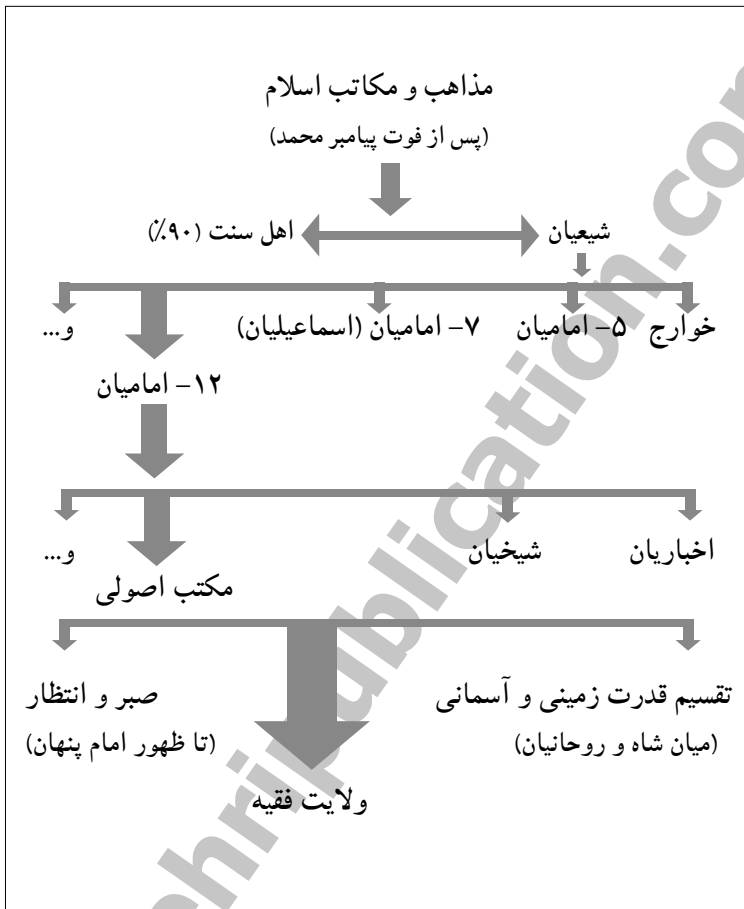 مذاهب و مکاتب اسلام
(پس از فوت پیامبر محمد)
شیعیان اهل سنت (۹۰٪)
خوارج ۵- امامیان ۷- امامیان (اسماعیلیان) و...
۱۲- امامیان
اخباریان شیخیان و...
مکتب اصولی
تقسیم قدرت زمینی و آسمانی صبر و انتظار
(میان شاه و روحانیان) (تا ظهور امام پنهان)
ولایت فقیه